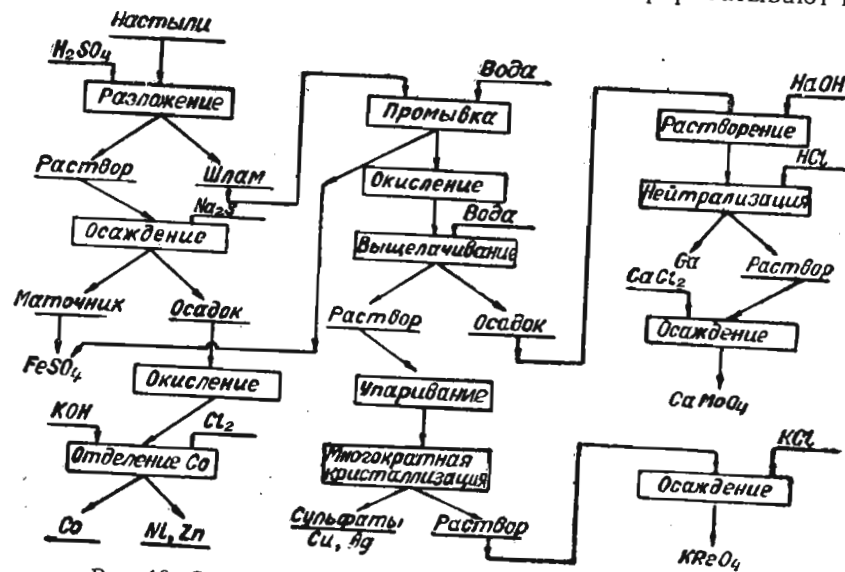 Настыли
H₂SO₄
Разложение
Раствор
Шлам
Na₂S
Осаждение
Маточник
Осадок
FeSO₄
Окисление
KOH
Cl₂
Отделение Co
Co
Ni, Zn
Вода
Промывка
Окисление
Вода
Выщелачивание
Раствор
Осадок
Упаривание
Многократная
кристаллизация
Сульфаты
Cu, Ag
Раствор
NaOH
Растворение
HCl
Нейтрализация
Ga
Раствор
CaCl₂
Осаждение
CaMoO₄
KCl
Осаждение
KReO₄